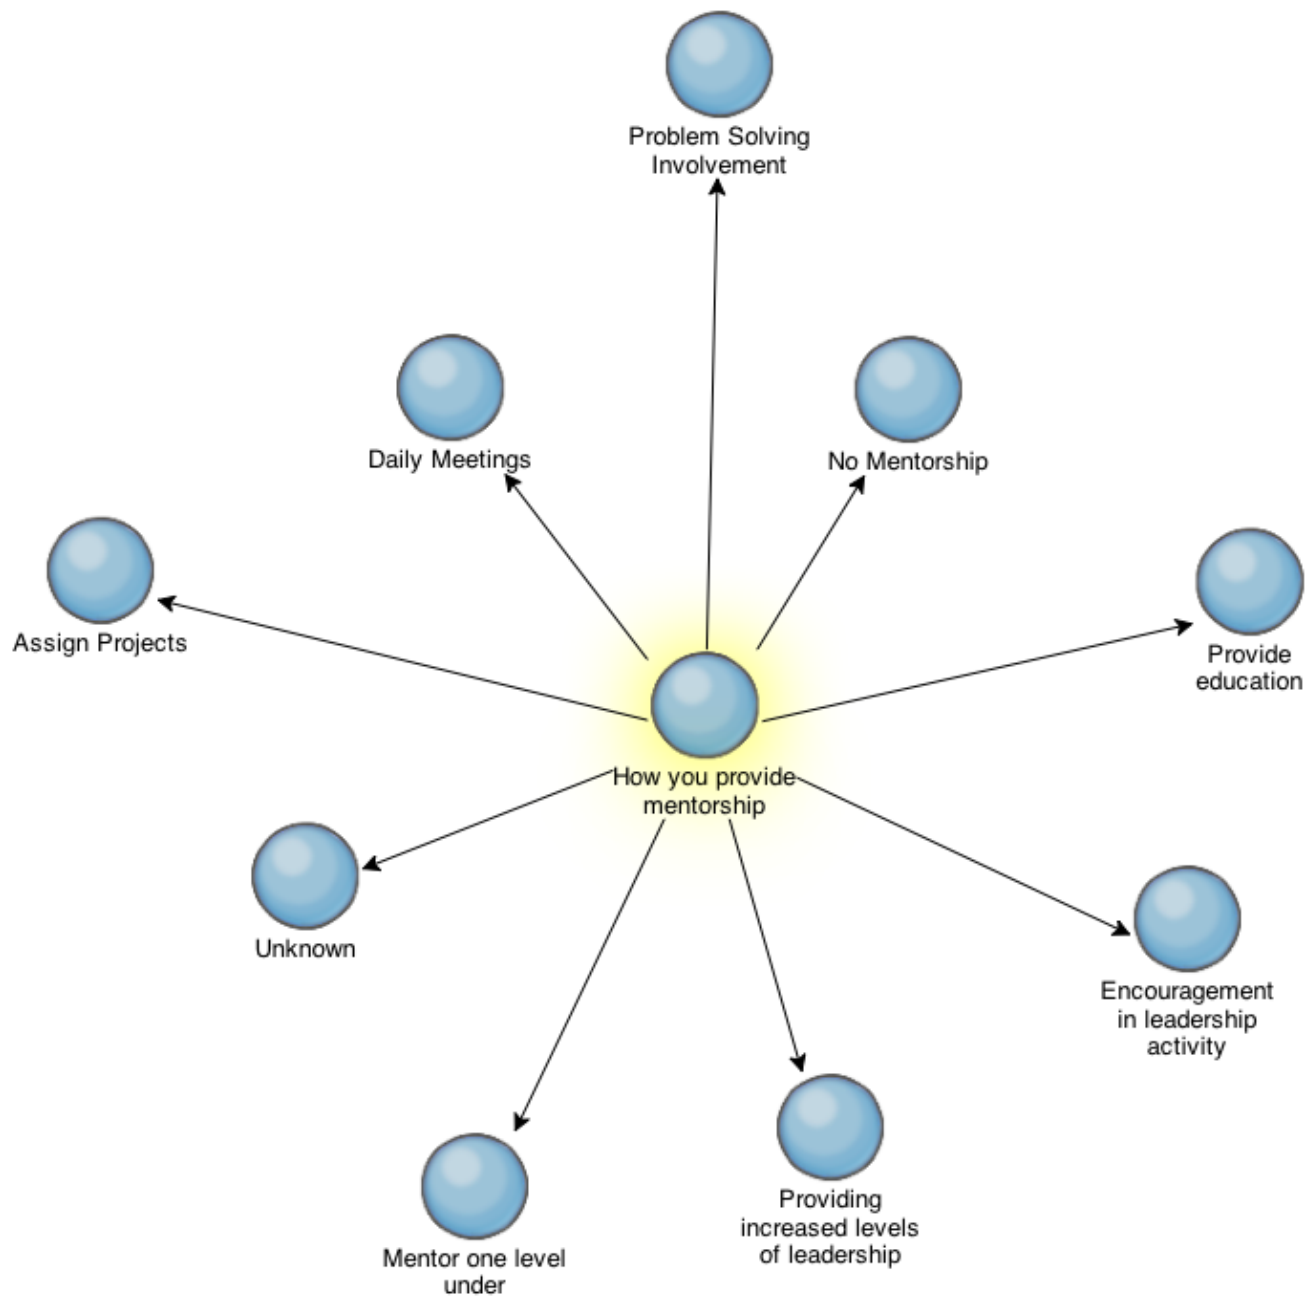 Problem Solving
Involvement
Daily Meetings
No Mentorship
Assign Projects
Provide
education
How you provide
mentorship
Unknown
Encouragement
in leadership
activity
Providing
increased levels
of leadership
Mentor one level
under